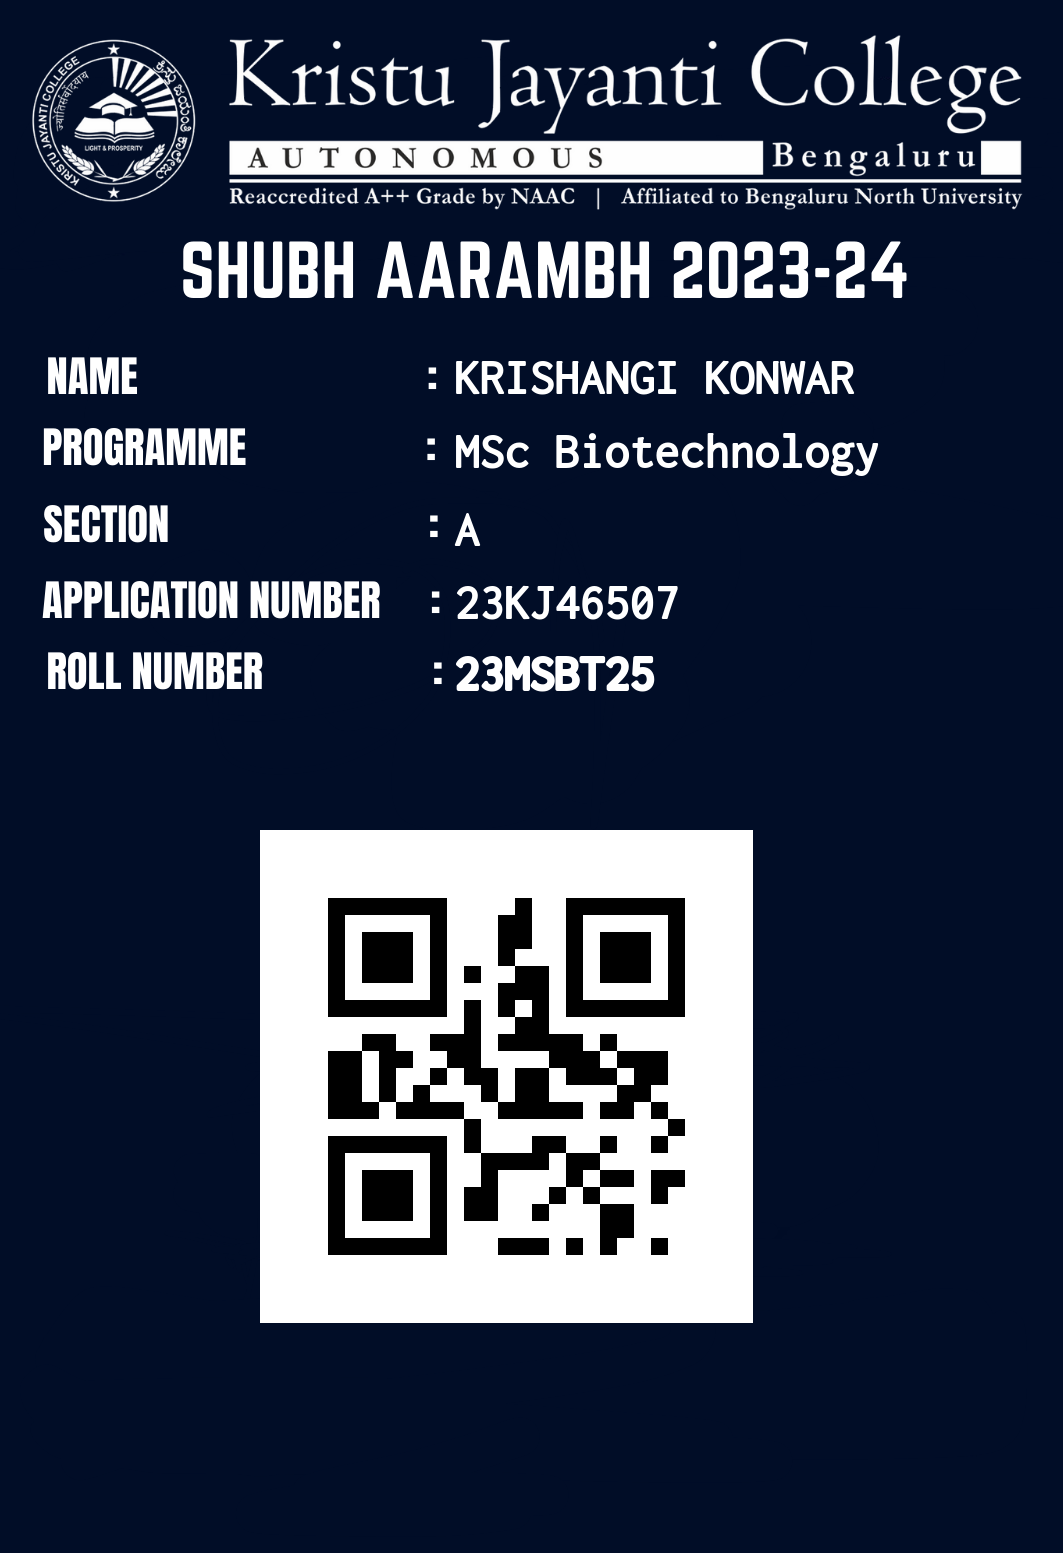 KRISTU JAYANTI COLLEGE
LIGHT & PROSPERITY
Kristu Jayanti College
AUTONOMOUS Bengaluru
Reaccredited A++ Grade by NAAC | Affiliated to Bengaluru North University
SHUBH AARAMBH 2023-24
NAME : KRISHANGI KONWAR
PROGRAMME : MSc Biotechnology
SECTION : A
APPLICATION NUMBER : 23KJ46507
ROLL NUMBER : 23MSBT25